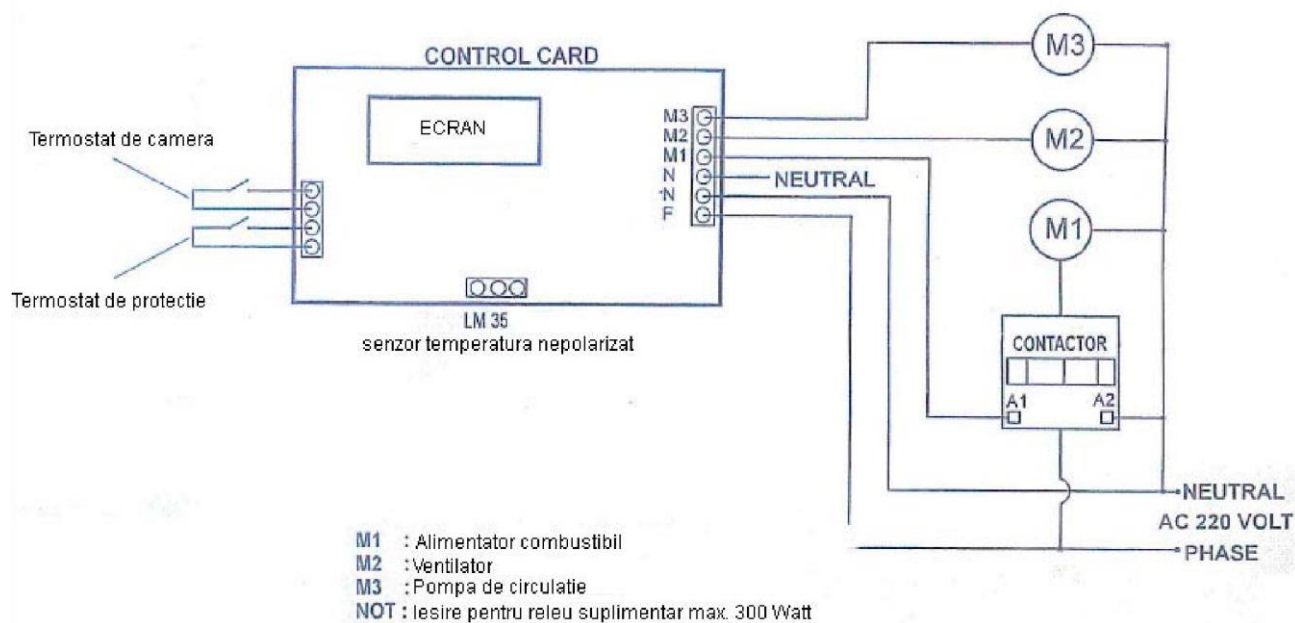 CONTROL CARD
ECRAN
Termostat de camera
Termostat de protectie
M3
M2
M1
N
N
F
NEUTRAL
LM 35
senzor temperatura nepolarizat
M3
M2
M1
CONTACTOR
A1 A2
NEUTRAL
AC 220 VOLT
PHASE
M1 : Alimentator combustibil
M2 : Ventilator
M3 : Pompa de circulatie
NOT : Iesire pentru releu suplimentar max. 300 Watt